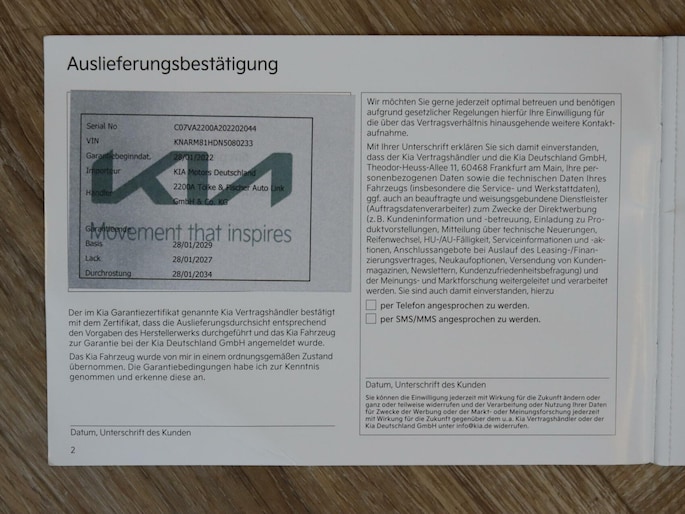 Auslieferungsbestätigung
Serial No C07VA2200A202202044
VIN KNARM81HDN5080233
Garantiebegindat. 28/01/2022
Importeur KIA Motors Deutschland
Händler 2200A Tolke & Fischer Auto Link
GmbH & Co. KG
KIA
Movement that inspires
Garantieende
Basis 28/01/2029
Lack 28/01/2027
Durchrostung 28/01/2034
Der im Kia Garantiezertifikat genannte Kia Vertragshändler bestätigt
mit dem Zertifikat, dass die Auslieferungsdurchsicht entsprechend
den Vorgaben des Herstellerwerks durchgeführt und das Kia Fahrzeug
zur Garantie bei der Kia Deutschland GmbH angemeldet wurde.
Das Kia Fahrzeug wurde von mir in einem ordnungsgemäßen Zustand
übernommen. Die Garantiebedingungen habe ich zur Kenntnis
genommen und erkenne diese an.
Datum, Unterschrift des Kunden
2
Wir möchten Sie gerne jederzeit optimal betreuen und benötigen
aufgrund gesetzlicher Regelungen hierfür Ihre Einwilligung für
die über das Vertragsverhältnis hinausgehende weitere Kontakt-
aufnahme.
Mit Ihrer Unterschrift erklären Sie sich damit einverstanden,
dass der Kia Vertragshändler und die Kia Deutschland GmbH,
Theodor-Heuss-Allee 11, 60468 Frankfurt am Main, Ihre per-
sonenbezogenen Daten sowie die technischen Daten Ihres
Fahrzeugs (insbesondere die Service- und Werkstattdaten),
ggf. auch an beauftragte und weisungsgebundene Dienstleister
(Auftragsdatenverarbeiter) zum Zwecke der Direktwerbung
(z. B. Kundeninformation und -betreuung, Einladung zu Pro-
duktvorstellungen, Mitteilung über technische Neuerungen,
Reifenwechsel, HU-/AU-Fälligkeit, Serviceinformationen und -ak-
tionen, Anschlussangebote bei Auslauf des Leasing-/Finan-
zierungsvertrages, Neukaufoptionen, Versendung von Kunden-
magazinen, Newslettern, Kundenzufriedenheitsbefragung) und
der Meinungs- und Marktforschung weitergeleitet und verarbeitet
werden. Sie sind auch damit einverstanden, hierzu
per Telefon angesprochen zu werden.
per SMS/MMS angesprochen zu werden.
Datum, Unterschrift des Kunden
Sie können die Einwilligung jederzeit mit Wirkung für die Zukunft ändern oder
ganz oder teilweise widerrufen und der Verarbeitung oder Nutzung Ihrer Daten
für Zwecke der Werbung oder der Markt- oder Meinungsforschung jederzeit
mit Wirkung für die Zukunft gegenüber dem u.a. Kia Vertragshändler oder der
Kia Deutschland GmbH unter info@kia.de widerrufen.